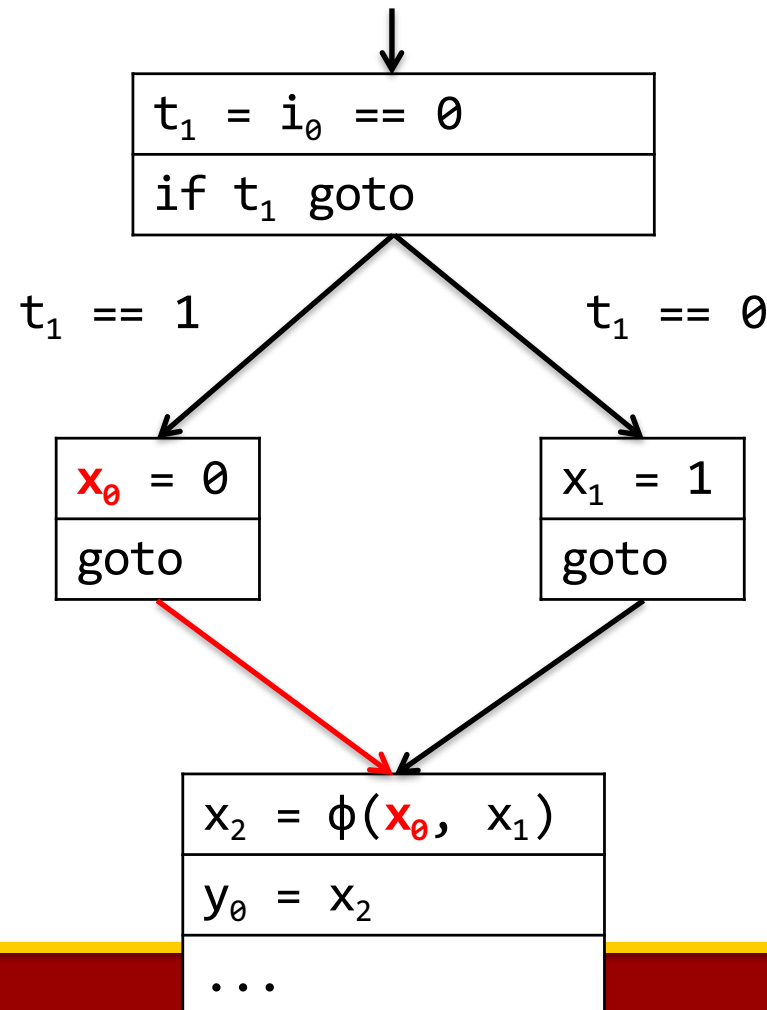 t₁ = i₀ == 0
if t₁ goto
t₁ == 1
t₁ == 0
x₀ = 0
x₁ = 1
goto
goto
x₂ = ϕ(x₀, x₁)
y₀ = x₂
...